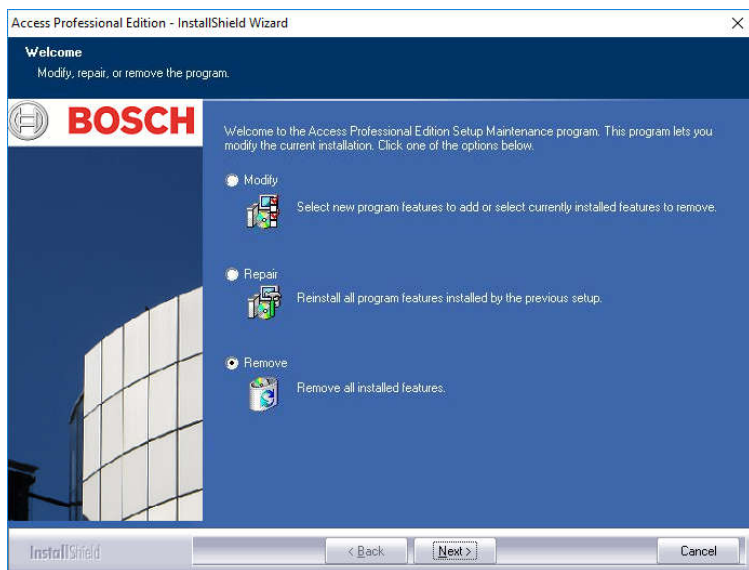 Access Professional Edition - InstallShield Wizard
Welcome
Modify, repair, or remove the program.
BOSCH
Welcome to the Access Professional Edition Setup Maintenance program. This program lets you
modify the current installation. Click one of the options below.
Modify
Select new program features to add or select currently installed features to remove.
Repair
Reinstall all program features installed by the previous setup.
Remove
Remove all installed features.
InstallShield
< Back
Next >
Cancel